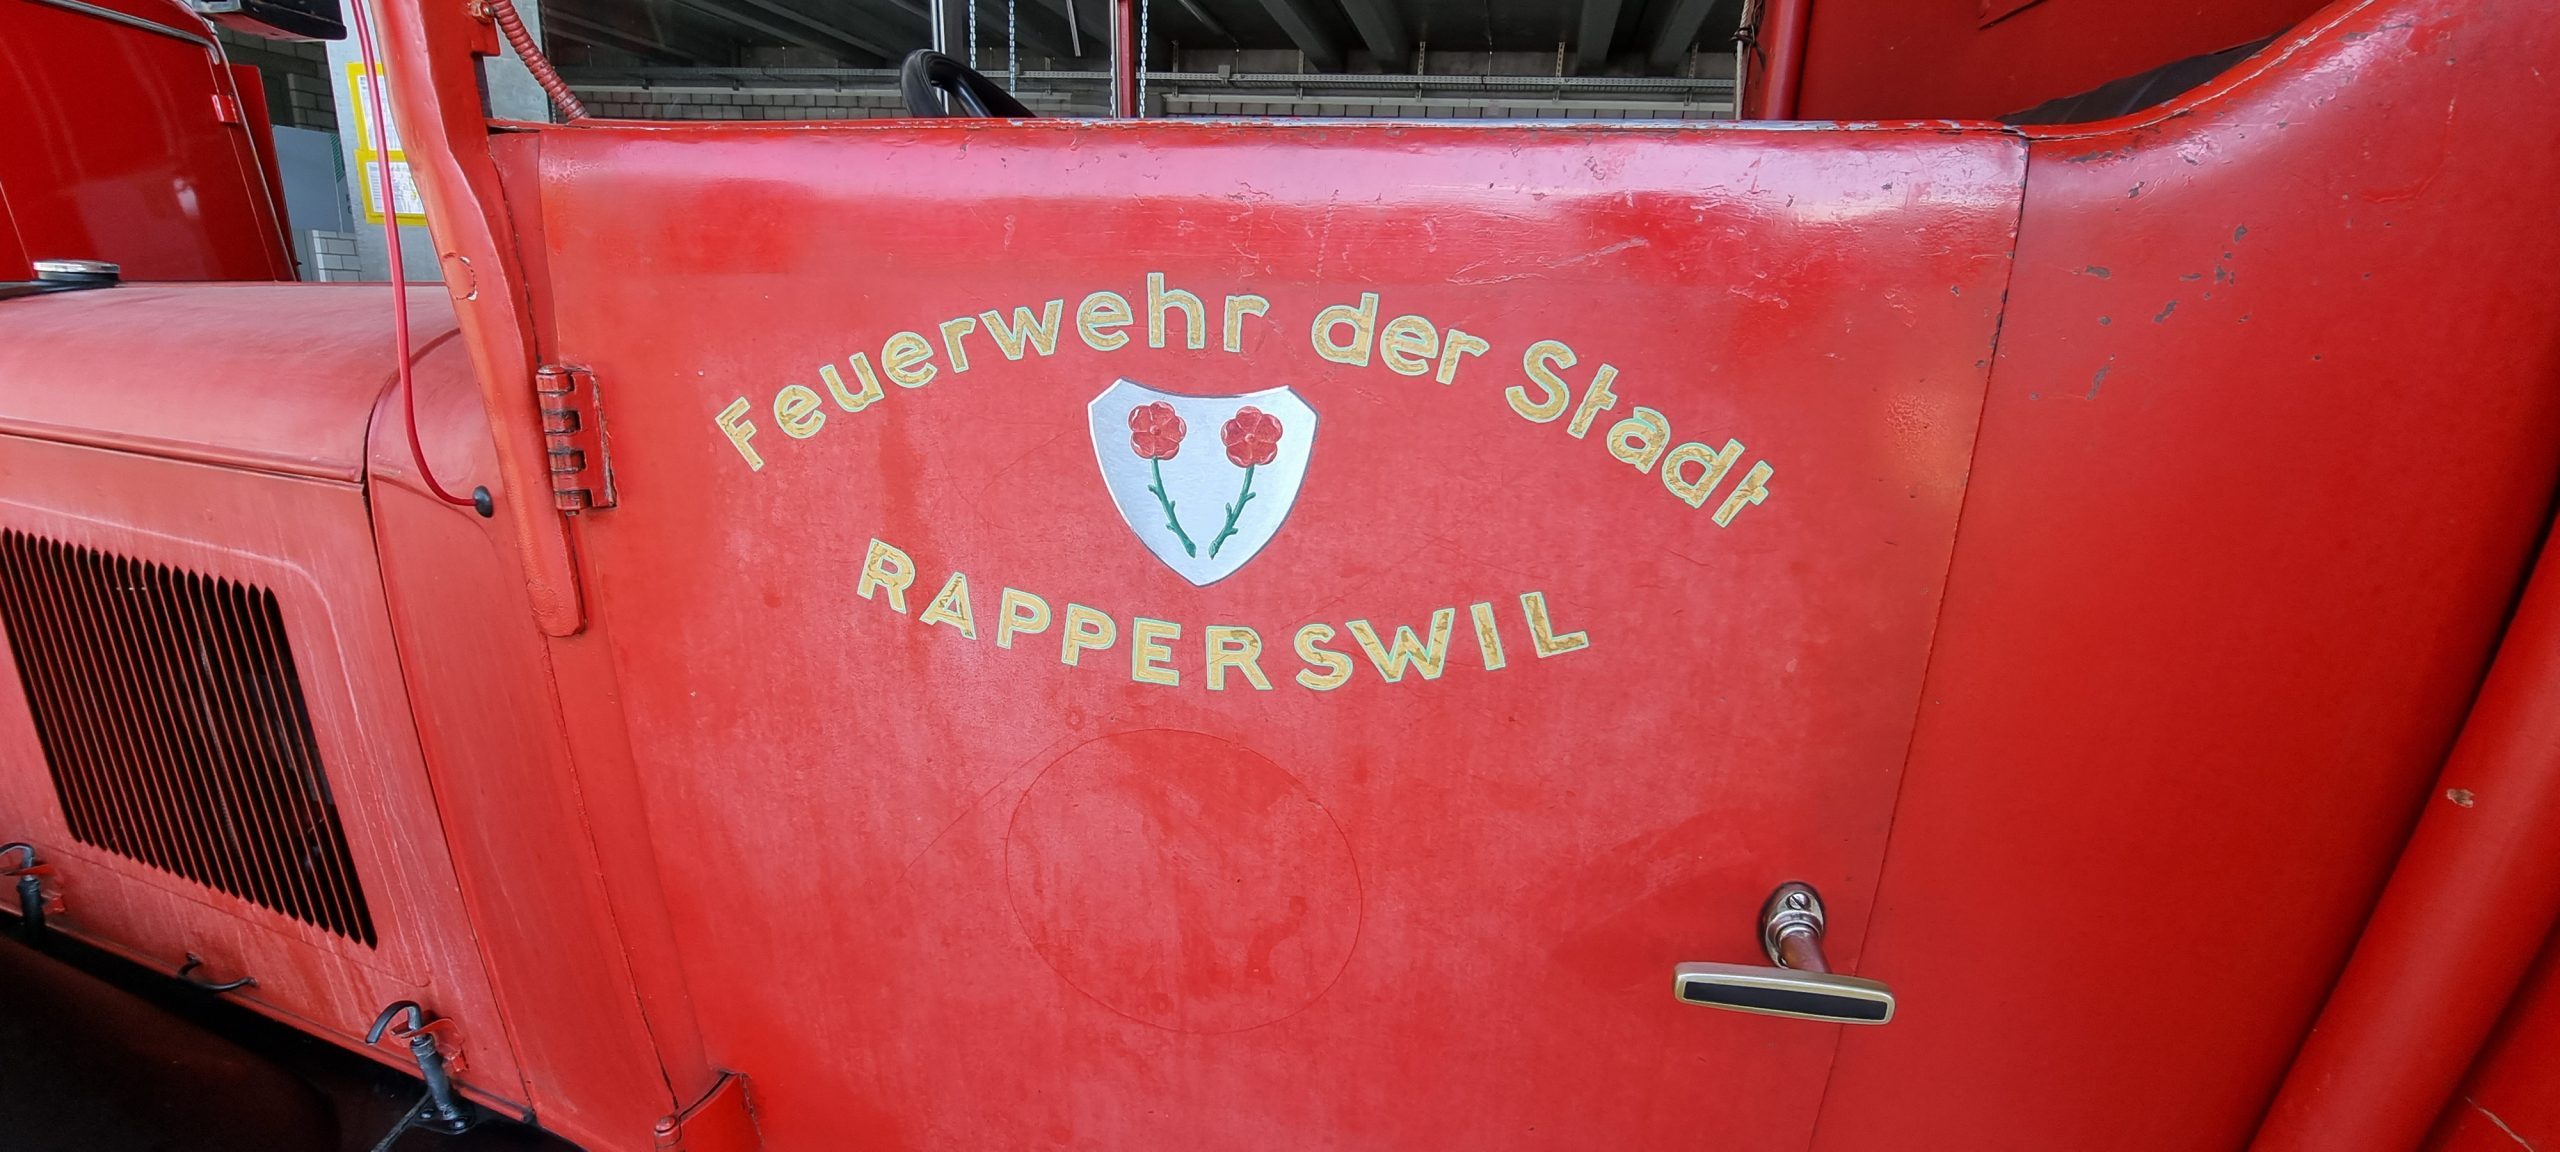 Feuerwehr der Stadt
RAPPERSWIL